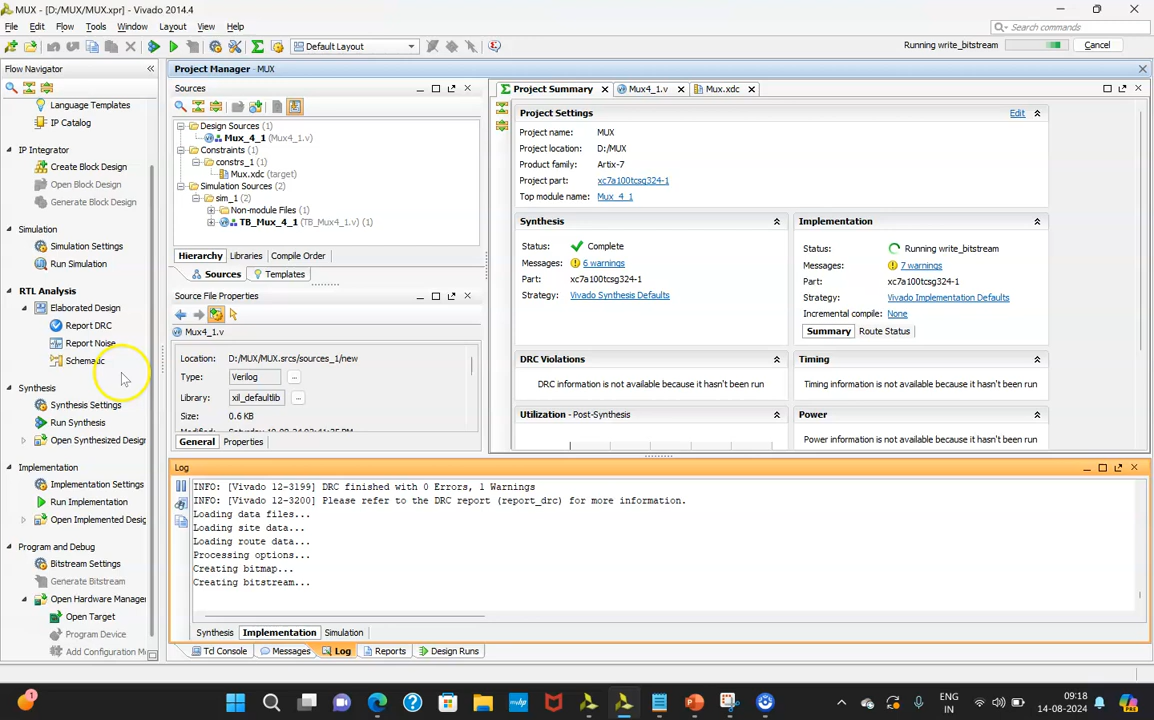 MUX - [D:/MUX/MUX.xpr] - Vivado 2014.4
File Edit Flow Tools Window Layout View Help
Search commands
Default Layout
Running write_bitstream
Cancel
Flow Navigator
Language Templates
IP Catalog
IP Integrator
Create Block Design
Open Block Design
Generate Block Design
Simulation
Simulation Settings
Run Simulation
RTL Analysis
Elaborated Design
Report DRC
Report Noise
Schematic
Synthesis
Synthesis Settings
Run Synthesis
Open Synthesized Design
Implementation
Implementation Settings
Run Implementation
Open Implemented Desig
Program and Debug
Bitstream Settings
Generate Bitstream
Open Hardware Manager
Open Target
Program Device
Add Configuration M
Project Manager - MUX
Sources
Design Sources (1)
Mux_4_1 (Mux4_1.v)
Constraints (1)
constrs_1 (1)
Mux.xdc (target)
Simulation Sources (2)
sim_1 (2)
Non-module Files (1)
TB_Mux_4_1 (TB_Mux_4_1.v) (1)
Hierarchy Libraries Compile Order
Sources Templates
Source File Properties
Mux4_1.v
Location: D:/MUX/MUX.srcs/sources_1/new
Type: Verilog ...
Library: xil_defaultlib ...
Size: 0.6 KB
General Properties
Project Summary Mux4_1.v Mux.xdc
Project Settings Edit
Project name: MUX
Project location: D:/MUX
Product family: Artix-7
Project part: xc7a100tcsg324-1
Top module name: Mux_4_1
Synthesis
Status: Complete
Messages: 6 warnings
Part: xc7a100tcsg324-1
Strategy: Vivado Synthesis Defaults
Implementation
Status: Running write_bitstream
Messages: 7 warnings
Part: xc7a100tcsg324-1
Strategy: Vivado Implementation Defaults
Incremental compile: None
Summary Route Status
DRC Violations
DRC information is not available because it hasn't been run
Timing
Timing information is not available because it hasn't been run
Utilization - Post-Synthesis
Power
Power information is not available because it hasn't been run
Log
INFO: [Vivado 12-3199] DRC finished with 0 Errors, 1 Warnings
INFO: [Vivado 12-3200] Please refer to the DRC report (report_drc) for more information.
Loading data files...
Loading site data...
Loading route data...
Processing options...
Creating bitmap...
Creating bitstream...
Synthesis Implementation Simulation
Tcl Console Messages Log Reports Design Runs
1
ENG
IN
09:18
14-08-2024
PRE